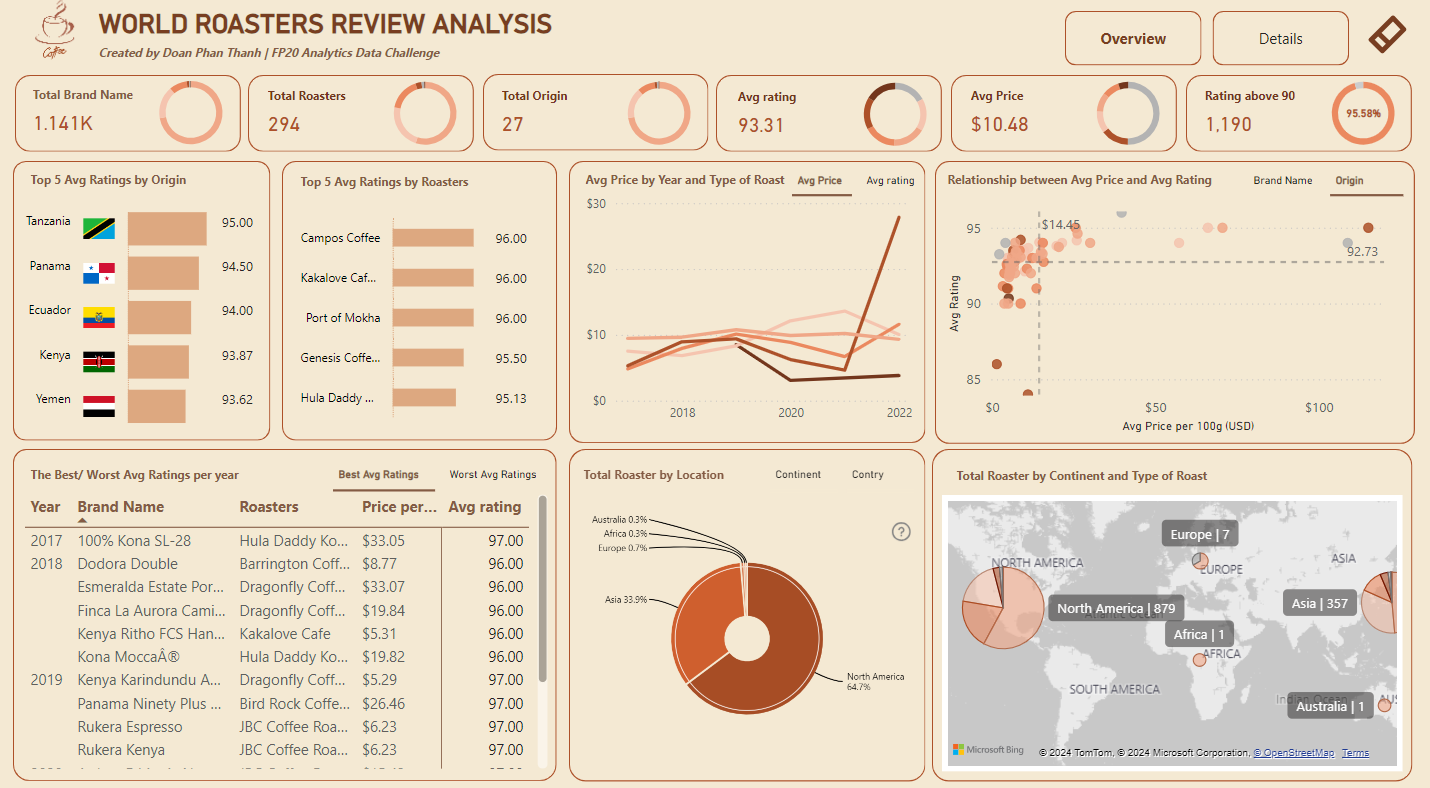 Coffee
WORLD ROASTERS REVIEW ANALYSIS
Created by Doan Phan Thanh | FP20 Analytics Data Challenge
Overview
Details
Total Brand Name
1.141K
Total Roasters
294
Total Origin
27
Avg rating
93.31
Avg Price
$10.48
Rating above 90
1,190
95.58%
Top 5 Avg Ratings by Origin
Tanzania 95.00
Panama 94.50
Ecuador 94.00
Kenya 93.87
Yemen 93.62
Top 5 Avg Ratings by Roasters
Campos Coffee 96.00
Kakalove Caf... 96.00
Port of Mokha 96.00
Genesis Coffe... 95.50
Hula Daddy ... 95.13
Avg Price by Year and Type of Roast
Avg Price
Avg rating
$30
$20
$10
$0
2018 2020 2022
Relationship between Avg Price and Avg Rating
Brand Name
Origin
Avg Rating
95
90
85
$14.45
92.73
$0 $50 $100
Avg Price per 100g (USD)
The Best/ Worst Avg Ratings per year
Best Avg Ratings
Worst Avg Ratings
Year Brand Name Roasters Price per... Avg rating
2017 100% Kona SL-28 Hula Daddy Ko... $33.05 97.00
2018 Dodora Double Barrington Coff... $8.77 96.00
Esmeralda Estate Por... Dragonfly Coff... $33.07 96.00
Finca La Aurora Cami... Dragonfly Coff... $19.84 96.00
Kenya Ritho FCS Han... Kakalove Cafe $5.31 96.00
Kona MoccaÂ® Hula Daddy Ko... $19.82 96.00
2019 Kenya Karindundu A... Dragonfly Coff... $5.29 97.00
Panama Ninety Plus ... Bird Rock Coffe... $26.46 97.00
Rukera Espresso JBC Coffee Roa... $6.23 97.00
Rukera Kenya JBC Coffee Roa... $6.23 97.00
Total Roaster by Location
Continent
Contry
Australia 0.3%
Africa 0.3%
Europe 0.7%
Asia 33.9%
North America
64.7%
?
Total Roaster by Continent and Type of Roast
Europe | 7
NORTH AMERICA
EUROPE
ASIA
North America | 879
Atlantic Ocean
Asia | 357
Africa | 1
AFRICA
SOUTH AMERICA
Indian Ocean
Australia | 1
AUS
Microsoft Bing
© 2024 TomTom, © 2024 Microsoft Corporation, © OpenStreetMap Terms